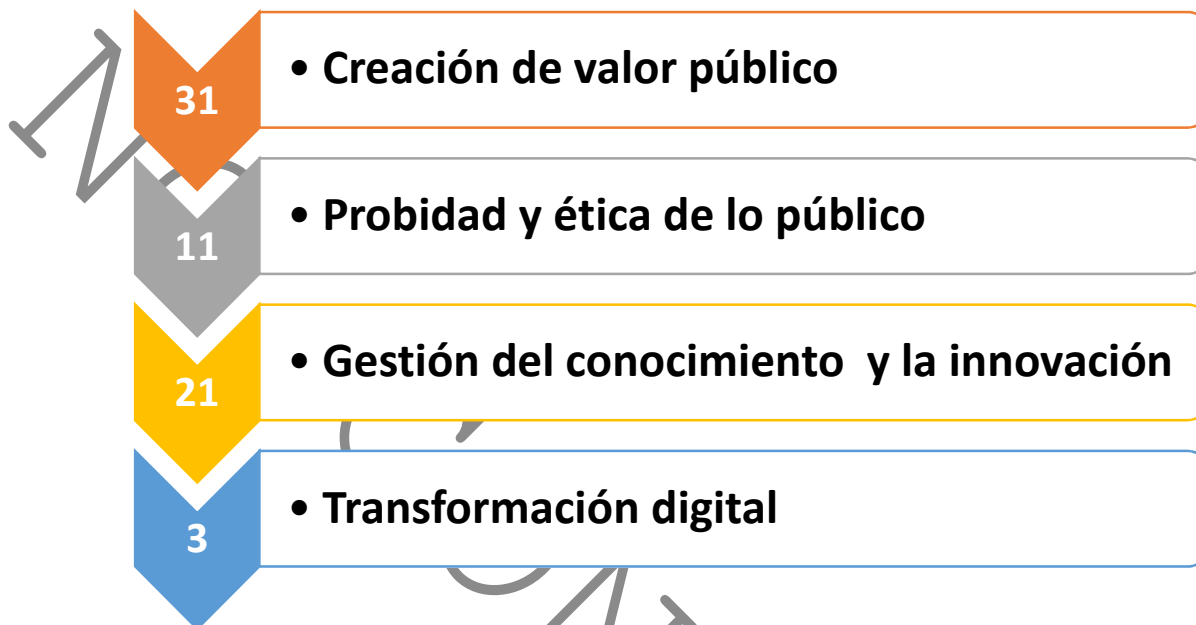 31
• Creación de valor público
11
• Probidad y ética de lo público
21
• Gestión del conocimiento  y la innovación
3
• Transformación digital